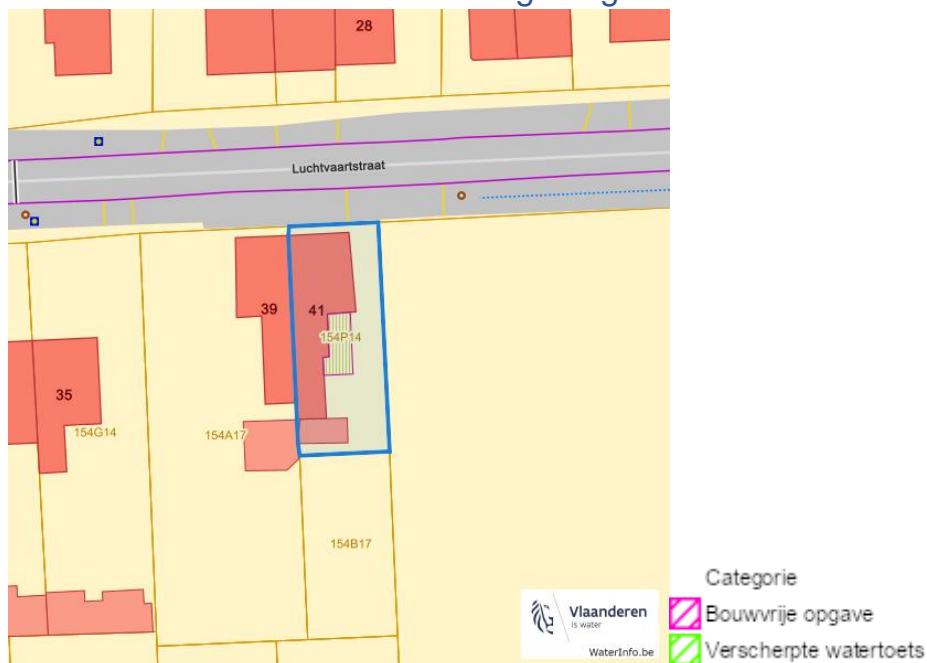 28
Luchtvaartstraat
39
41
154P14
35
154G14
154A17
154B17
Vlaanderen
is water
WaterInfo.be
Categorie
Bouwvrije opgave
Verscherpte watertoets